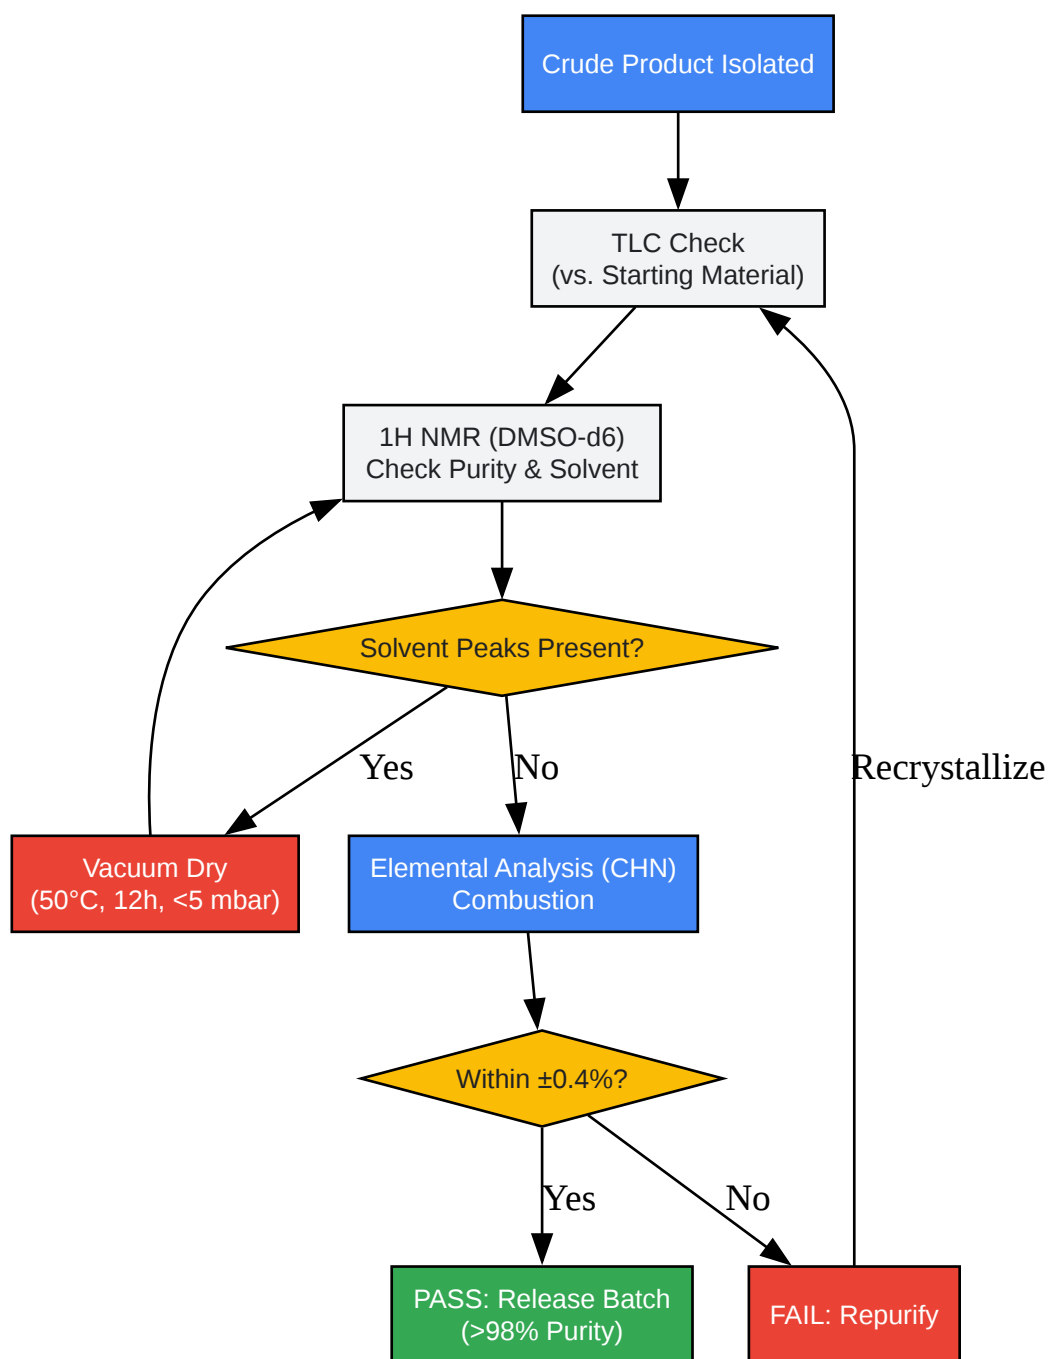 Crude Product Isolated
TLC Check
(vs. Starting Material)
1H NMR (DMSO-d6)
Check Purity & Solvent
Solvent Peaks Present?
Yes
No
Recrystallize
Vacuum Dry
(50°C, 12h, <5 mbar)
Elemental Analysis (CHN)
Combustion
Within ±0.4%?
Yes
No
PASS: Release Batch
(>98% Purity)
FAIL: Repurify